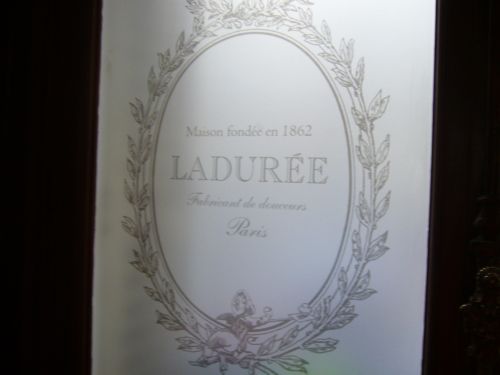 Maison fondée en 1862
LADURÉE
Fabricant de douceurs
Paris